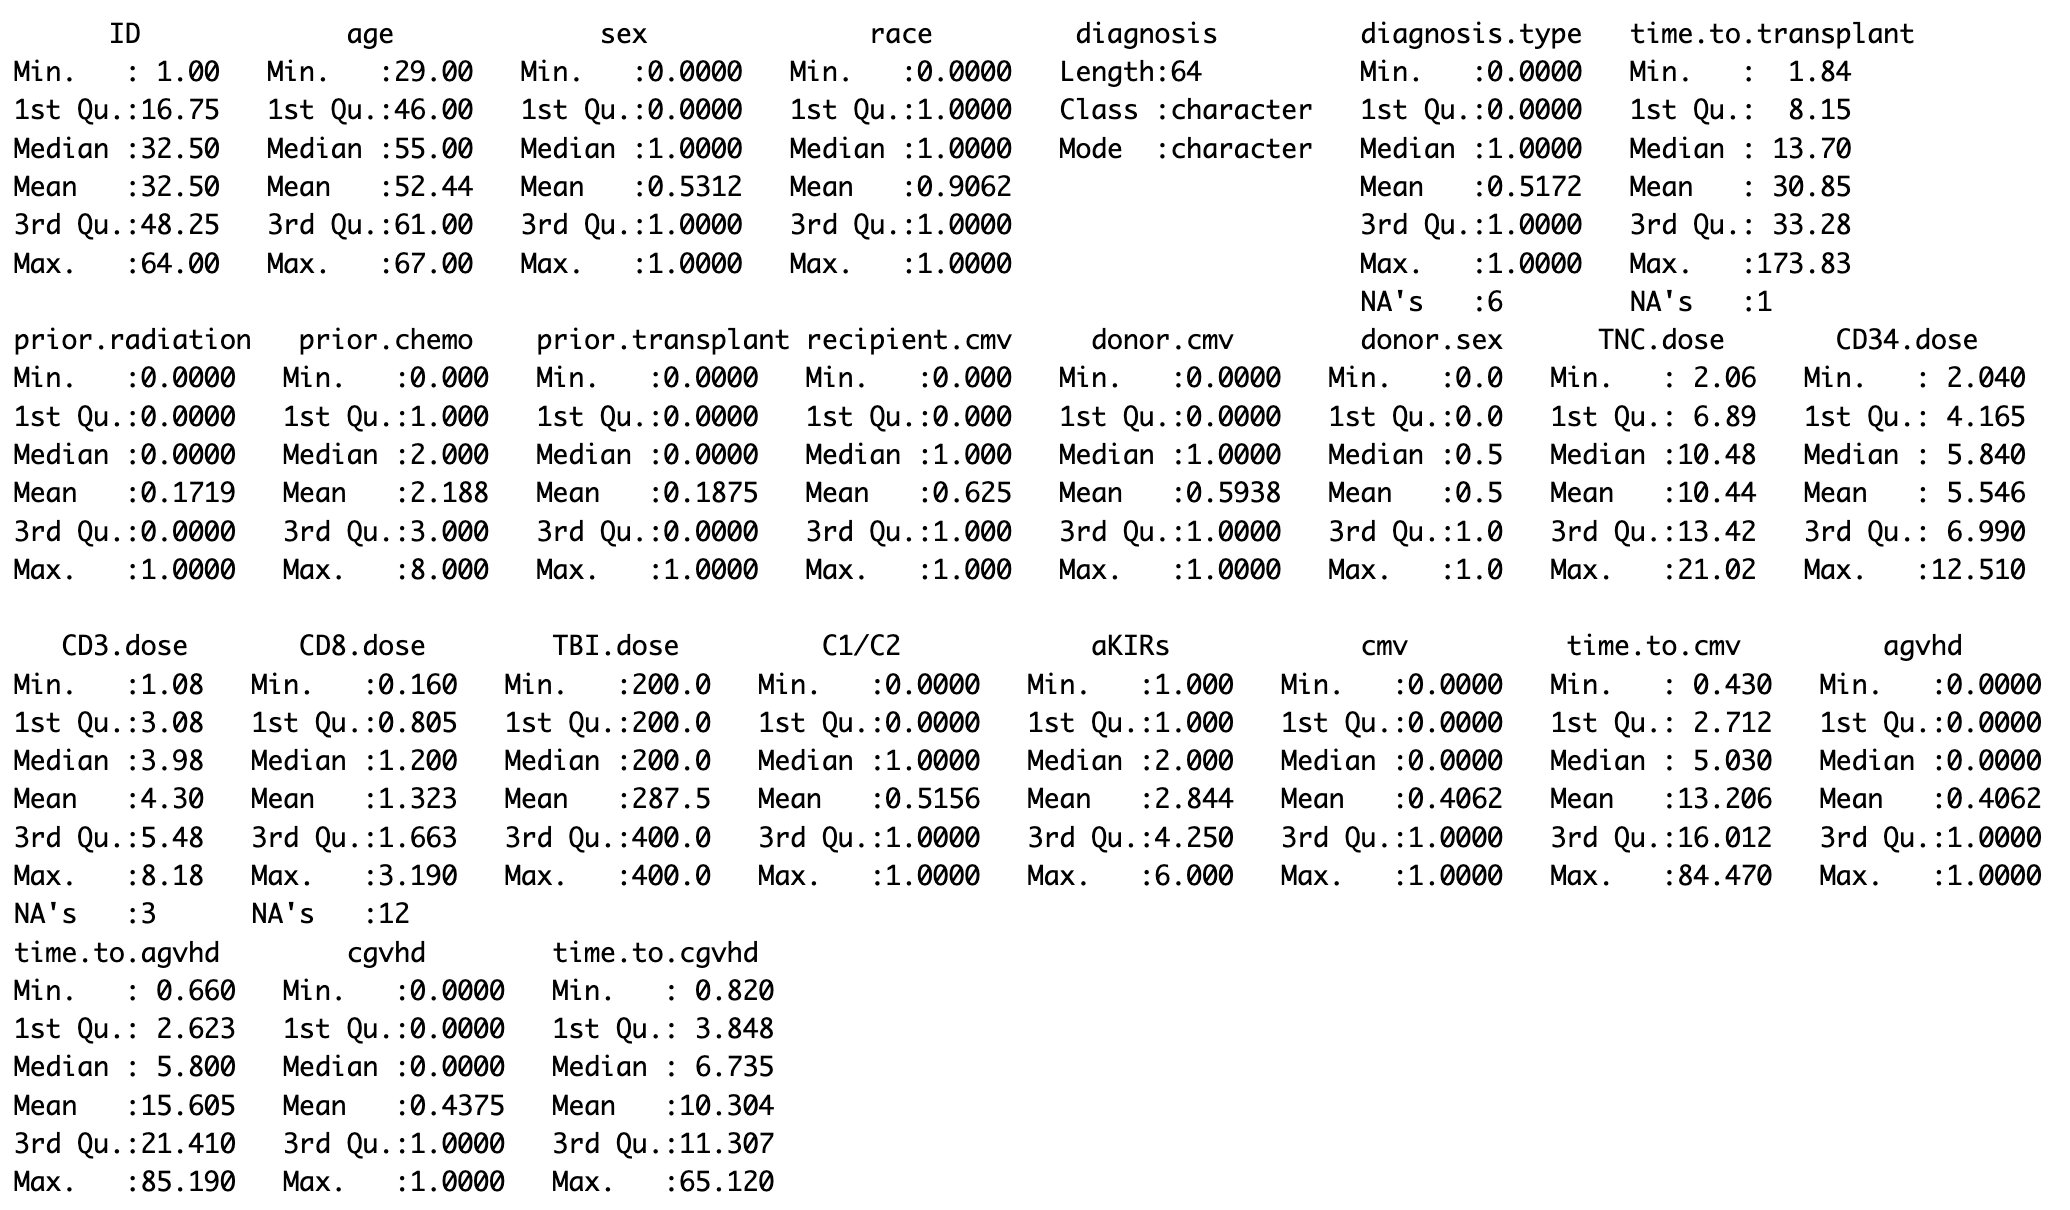 ID              age              sex              race         diagnosis         diagnosis.type   time.to.transplant
Min.   : 1.00   Min.   :29.00   Min.   :0.0000   Min.   :0.0000   Length:64          Min.   :0.0000   Min.   :  1.84
1st Qu.:16.75   1st Qu.:46.00   1st Qu.:0.0000   1st Qu.:1.0000   Class :character   1st Qu.:0.0000   1st Qu.:  8.15
Median :32.50   Median :55.00   Median :1.0000   Median :1.0000   Mode  :character   Median :1.0000   Median : 13.70
Mean   :32.50   Mean   :52.44   Mean   :0.5312   Mean   :0.9062                      Mean   :0.5172   Mean   : 30.85
3rd Qu.:48.25   3rd Qu.:61.00   3rd Qu.:1.0000   3rd Qu.:1.0000                      3rd Qu.:1.0000   3rd Qu.: 33.28
Max.   :64.00   Max.   :67.00   Max.   :1.0000   Max.   :1.0000                      Max.   :1.0000   Max.   :173.83
                                                                                     NA's   :6        NA's   :1
prior.radiation   prior.chemo    prior.transplant recipient.cmv     donor.cmv        donor.sex      TNC.dose       CD34.dose
Min.   :0.0000   Min.   :0.000   Min.   :0.0000   Min.   :0.000   Min.   :0.0000   Min.   :0.0   Min.   : 2.06   Min.   : 2.040
1st Qu.:0.0000   1st Qu.:1.000   1st Qu.:0.0000   1st Qu.:0.000   1st Qu.:0.0000   1st Qu.:0.0   1st Qu.: 6.89   1st Qu.: 4.165
Median :0.0000   Median :2.000   Median :0.0000   Median :1.000   Median :1.0000   Median :0.5   Median :10.48   Median : 5.840
Mean   :0.1719   Mean   :2.188   Mean   :0.1875   Mean   :0.625   Mean   :0.5938   Mean   :0.5   Mean   :10.44   Mean   : 5.546
3rd Qu.:0.0000   3rd Qu.:3.000   3rd Qu.:0.0000   3rd Qu.:1.000   3rd Qu.:1.0000   3rd Qu.:1.0   3rd Qu.:13.42   3rd Qu.: 6.990
Max.   :1.0000   Max.   :8.000   Max.   :1.0000   Max.   :1.000   Max.   :1.0000   Max.   :1.0   Max.   :21.02   Max.   :12.510
   CD3.dose       CD8.dose        TBI.dose         C1/C2            aKIRs            cmv          time.to.cmv         agvhd
Min.   :1.08   Min.   :0.160   Min.   :200.0   Min.   :0.0000   Min.   :1.000   Min.   :0.0000   Min.   : 0.430   Min.   :0.0000
1st Qu.:3.08   1st Qu.:0.805   1st Qu.:200.0   1st Qu.:0.0000   1st Qu.:1.000   1st Qu.:0.0000   1st Qu.: 2.712   1st Qu.:0.0000
Median :3.98   Median :1.200   Median :200.0   Median :1.0000   Median :2.000   Median :0.0000   Median : 5.030   Median :0.0000
Mean   :4.30   Mean   :1.323   Mean   :287.5   Mean   :0.5156   Mean   :2.844   Mean   :0.4062   Mean   :13.206   Mean   :0.4062
3rd Qu.:5.48   3rd Qu.:1.663   3rd Qu.:400.0   3rd Qu.:1.0000   3rd Qu.:4.250   3rd Qu.:1.0000   3rd Qu.:16.012   3rd Qu.:1.0000
Max.   :8.18   Max.   :3.190   Max.   :400.0   Max.   :1.0000   Max.   :6.000   Max.   :1.0000   Max.   :84.470   Max.   :1.0000
NA's   :3      NA's   :12
time.to.agvhd        cgvhd        time.to.cgvhd
Min.   : 0.660   Min.   :0.0000   Min.   : 0.820
1st Qu.: 2.623   1st Qu.:0.0000   1st Qu.: 3.848
Median : 5.800   Median :0.0000   Median : 6.735
Mean   :15.605   Mean   :0.4375   Mean   :10.304
3rd Qu.:21.410   3rd Qu.:1.0000   3rd Qu.:11.307
Max.   :85.190   Max.   :1.0000   Max.   :65.120